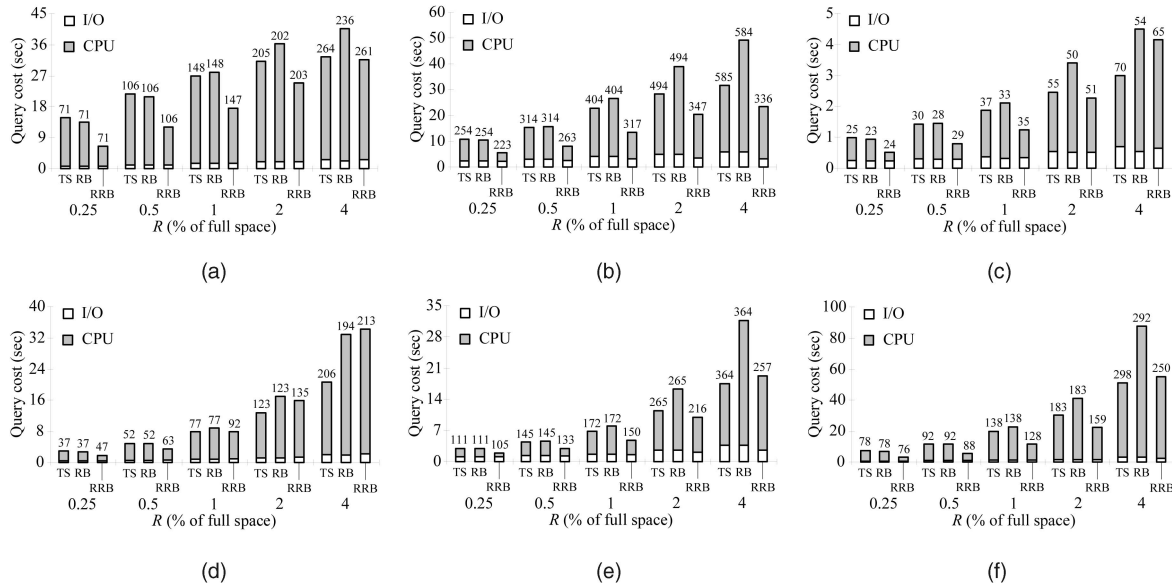 45
36
27
18
9
0
Query cost (sec)
I/O
CPU
71 71 71
106 106 106
148 148 147
205 202 203
264 236 261
TS RB RRB TS RB RRB TS RB RRB TS RB RRB TS RB RRB
0.25 0.5 1 2 4
R (% of full space)
(a)
60
50
40
30
20
10
0
Query cost (sec)
I/O
CPU
254 254 223
314 314 263
404 404 317
494 494 347
585 584 336
TS RB RRB TS RB RRB TS RB RRB TS RB RRB TS RB RRB
0.25 0.5 1 2 4
R (% of full space)
(b)
5
4
3
2
1
0
Query cost (sec)
I/O
CPU
25 23 24
30 28 29
37 33 35
55 50 51
70 54 65
TS RB RRB TS RB RRB TS RB RRB TS RB RRB TS RB RRB
0.25 0.5 1 2 4
R (% of full space)
(c)
40
32
24
16
8
0
Query cost (sec)
I/O
CPU
37 37 47
52 52 63
77 77 92
123 123 135
206 194 213
TS RB RRB TS RB RRB TS RB RRB TS RB RRB TS RB RRB
0.25 0.5 1 2 4
R (% of full space)
(d)
35
28
21
14
7
0
Query cost (sec)
I/O
CPU
111 111 105
145 145 133
172 172 150
265 265 216
364 364 257
TS RB RRB TS RB RRB TS RB RRB TS RB RRB TS RB RRB
0.25 0.5 1 2 4
R (% of full space)
(e)
100
80
60
40
20
0
Query cost (sec)
I/O
CPU
78 78 76
92 92 88
138 138 128
183 183 159
298 292 250
TS RB RRB TS RB RRB TS RB RRB TS RB RRB TS RB RRB
0.25 0.5 1 2 4
R (% of full space)
(f)